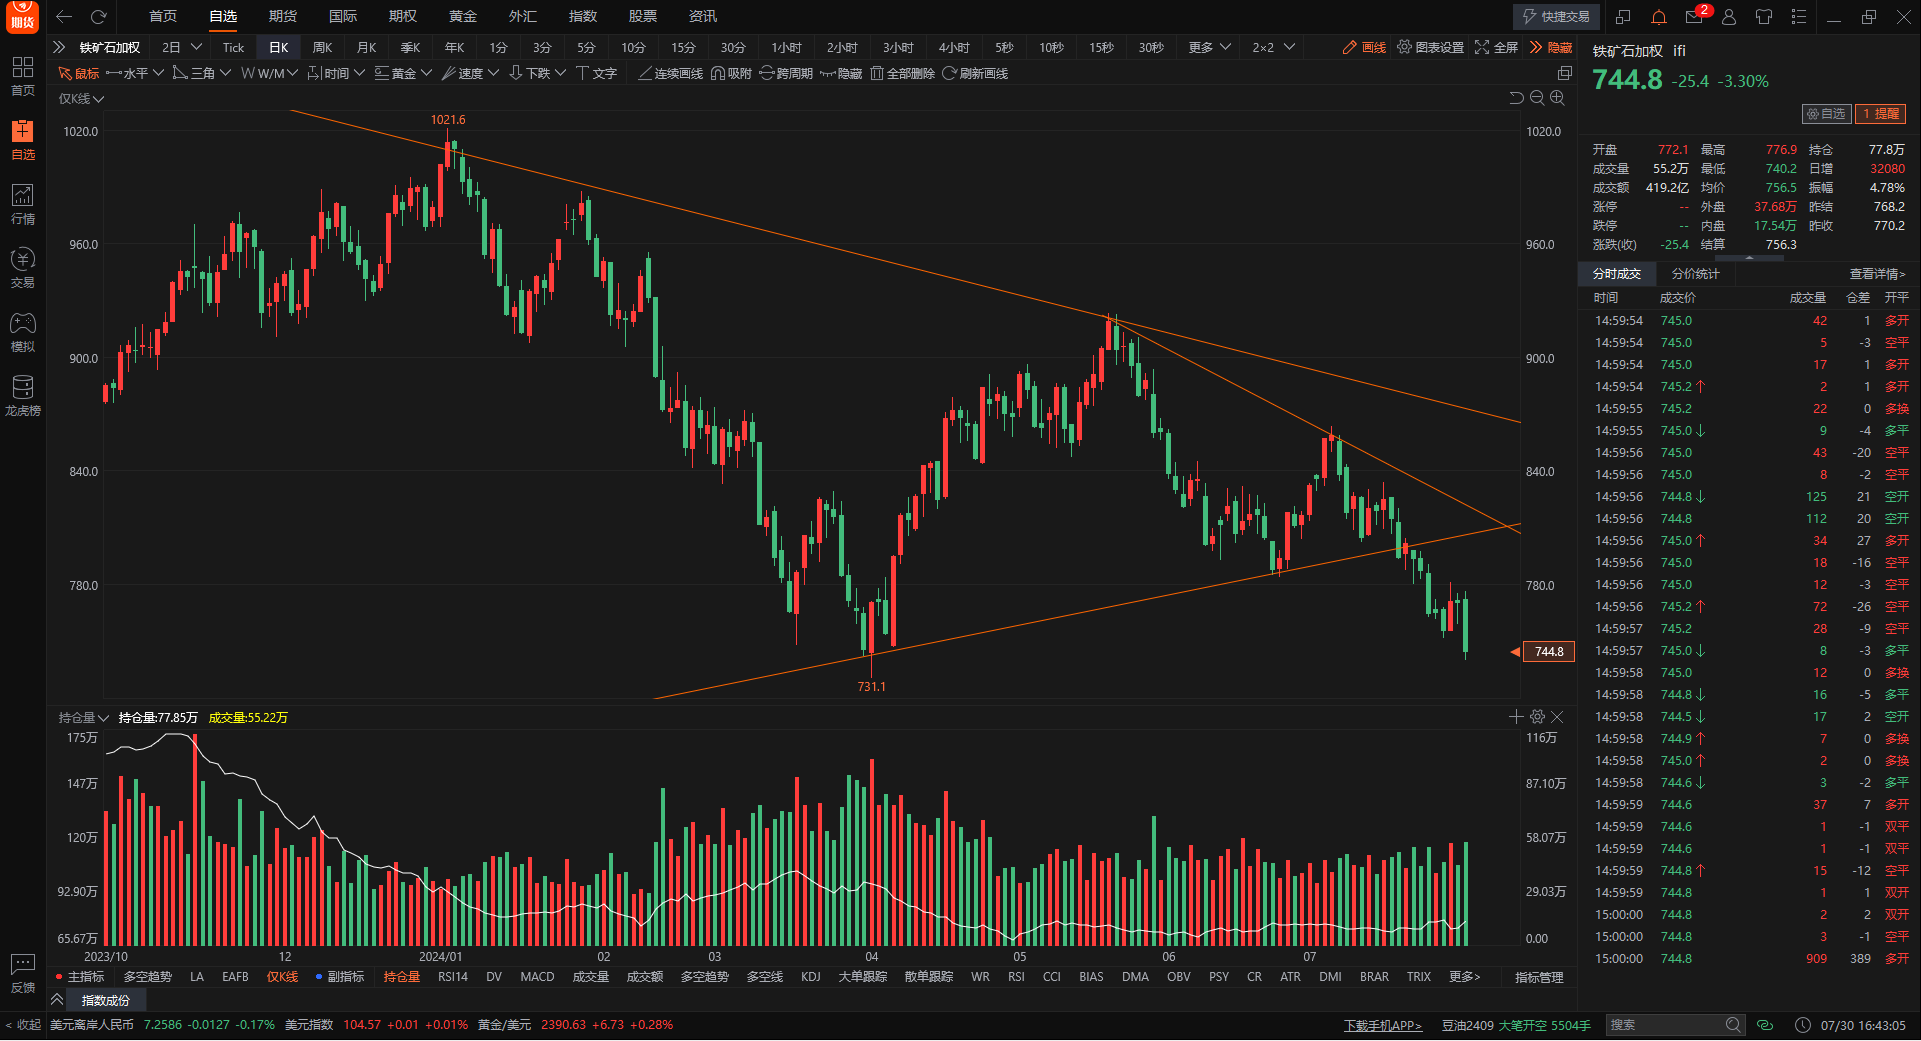 期货 首页 自选 期货 国际 期权 黄金 外汇 指数 股票 资讯 快捷交易 2
铁矿石加权 2日 Tick 日K 周K 月K 季K 年K 1分 3分 5分 10分 15分 30分 1小时 2小时 3小时 4小时 5秒 10秒 15秒 30秒 更多 2×2 画线 图表设置 全屏 隐藏
鼠标 水平 三角 W/M 时间 黄金 速度 下跌 文字 连续画线 吸附 跨周期 隐藏 全部删除 刷新画线
仅K线
首页
自选
行情
交易
模拟
龙虎榜
反馈
< 收起
1021.6
1020.0 1020.0
960.0 960.0
900.0 900.0
840.0 840.0
780.0 780.0
744.8
731.1
持仓量 持仓量:77.85万 成交量:55.22万
175万 116万
147万 87.10万
120万 58.07万
92.90万 29.03万
65.67万 0.00
2023/10 12 2024/01 02 03 04 05 06 07
主指标 多空趋势 LA EAFB 仅K线 副指标 持仓量 RSI14 DV MACD 成交量 成交额 多空趋势 多空线 KDJ 大单跟踪 散单跟踪 WR RSI CCI BIAS DMA OBV PSY CR ATR DMI BRAR TRIX 更多> 指标管理
指数成份
铁矿石加权 ifi
744.8 -25.4 -3.30%
自选 1 提醒
开盘 772.1 最高 776.9 持仓 77.8万
成交量 55.2万 最低 740.2 日增 32080
成交额 419.2亿 均价 756.5 振幅 4.78%
涨停 -- 外盘 37.68万 昨结 768.2
跌停 -- 内盘 17.54万 昨收 770.2
涨跌(收) -25.4 结算 756.3
分时成交 分价统计 查看详情>
时间 成交价 成交量 仓差 开平
14:59:54 745.0 42 1 多开
14:59:54 745.0 5 -3 空平
14:59:54 745.0 17 1 多开
14:59:54 745.2↑ 2 1 多开
14:59:55 745.2 22 0 多换
14:59:55 745.0↓ 9 -4 多平
14:59:56 745.0 43 -20 空平
14:59:56 745.0 8 -2 空平
14:59:56 744.8↓ 125 21 空开
14:59:56 744.8 112 20 空开
14:59:56 745.0↑ 34 27 多开
14:59:56 745.0 18 -16 空平
14:59:56 745.0 12 -3 空平
14:59:56 745.2↑ 72 -26 空平
14:59:57 745.2 28 -9 空平
14:59:57 745.0↓ 8 -3 多平
14:59:58 745.0 12 0 多换
14:59:58 744.8↓ 16 -5 多平
14:59:58 744.5↓ 17 2 空开
14:59:58 744.9↑ 7 0 多换
14:59:58 745.0↑ 2 0 多换
14:59:58 744.6↓ 3 -2 多平
14:59:59 744.6 37 7 多开
14:59:59 744.6 1 -1 双平
14:59:59 744.6 1 -1 双平
14:59:59 744.8↑ 15 -12 空平
14:59:59 744.8 1 1 双开
15:00:00 744.8 2 2 双开
15:00:00 744.8 3 -1 空平
15:00:00 744.8 909 389 多开
美元离岸人民币 7.2586 -0.0127 -0.17% 美元指数 104.57 +0.01 +0.01% 黄金/美元 2390.63 +6.73 +0.28% 下载手机APP> 豆油2409 大笔开空 5504手 搜索 07/30 16:43:05